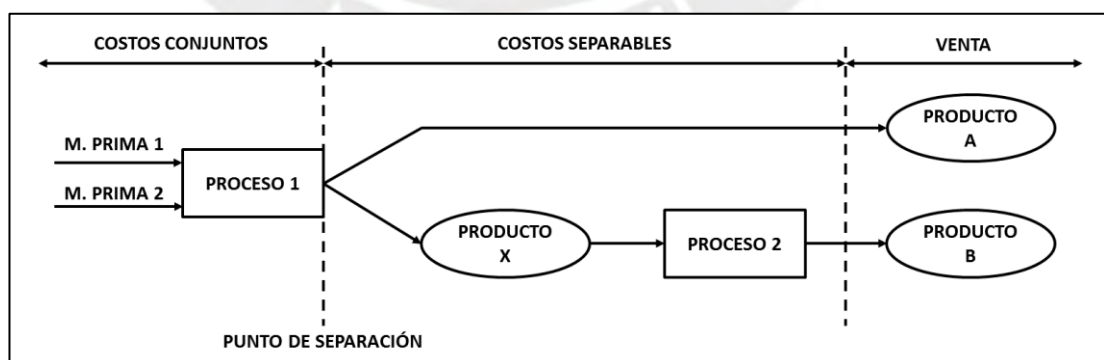 COSTOS CONJUNTOS
COSTOS SEPARABLES
VENTA
M. PRIMA 1
M. PRIMA 2
PROCESO 1
PRODUCTO
A
PRODUCTO
X
PROCESO 2
PRODUCTO
B
PUNTO DE SEPARACIÓN